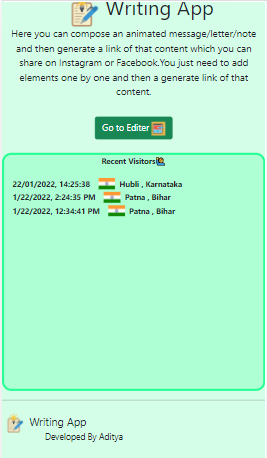 Writing App
Here you can compose an animated message/letter/note
and then generate a link of that content which you can
share on Instagram or Facebook.You just need to add
elements one by one and then a generate link of that
content.
Go to Editer
Recent Visitors
22/01/2022, 14:25:38 Hubli , Karnataka
1/22/2022, 2:24:35 PM Patna , Bihar
1/22/2022, 12:34:41 PM Patna , Bihar
Writing App
Developed By Aditya